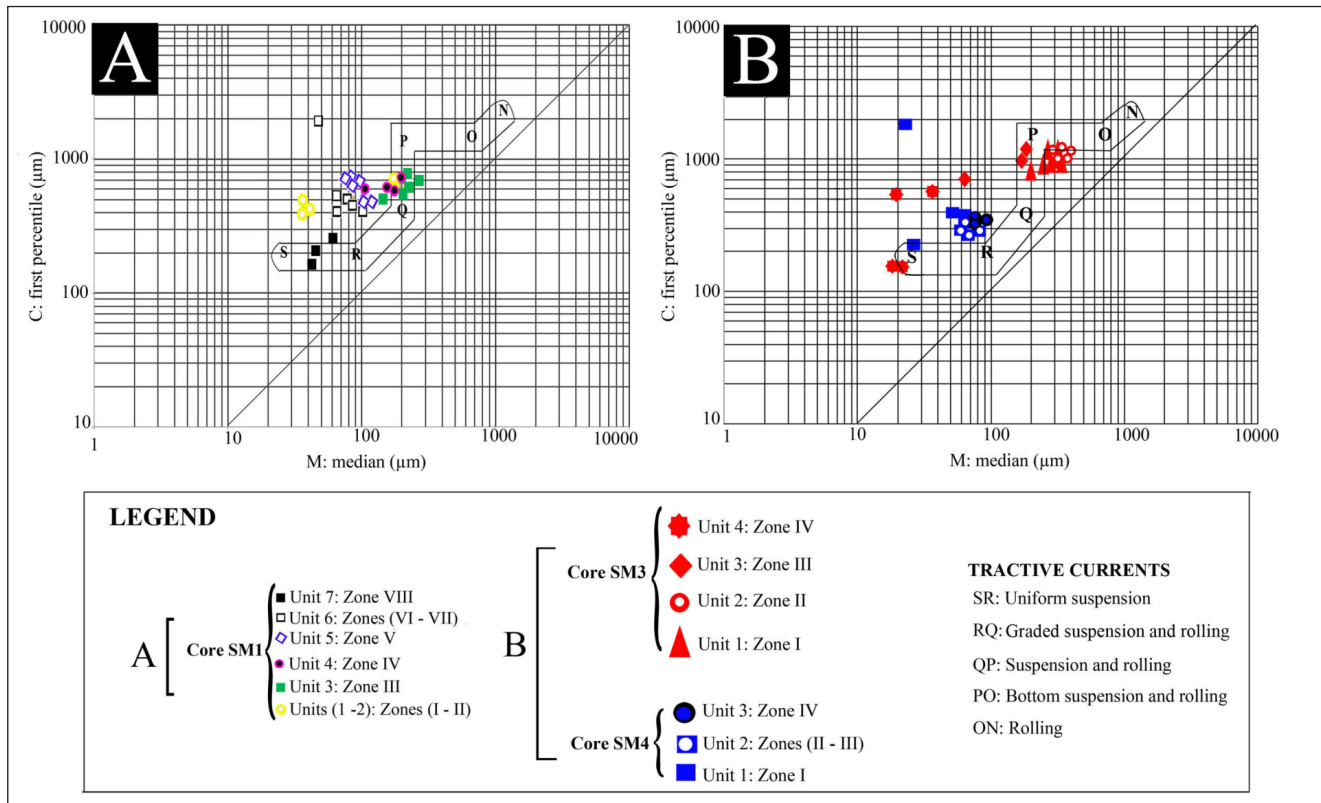 A
10000
1000
100
10
C: first percentile (µm)
1
10
100
1000
10000
M: median (µm)
S
R
Q
P
O
N
B
10000
1000
100
10
C: first percentile (µm)
1
10
100
1000
10000
M: median (µm)
S
R
Q
P
O
N
LEGEND
A
Core SM1
Unit 7: Zone VIII
Unit 6: Zones (VI - VII)
Unit 5: Zone V
Unit 4: Zone IV
Unit 3: Zone III
Units (1 -2): Zones (I - II)
B
Core SM3
Unit 4: Zone IV
Unit 3: Zone III
Unit 2: Zone II
Unit 1: Zone I
Core SM4
Unit 3: Zone IV
Unit 2: Zones (II - III)
Unit 1: Zone I
TRACTIVE CURRENTS
SR: Uniform suspension
RQ: Graded suspension and rolling
QP: Suspension and rolling
PO: Bottom suspension and rolling
ON: Rolling